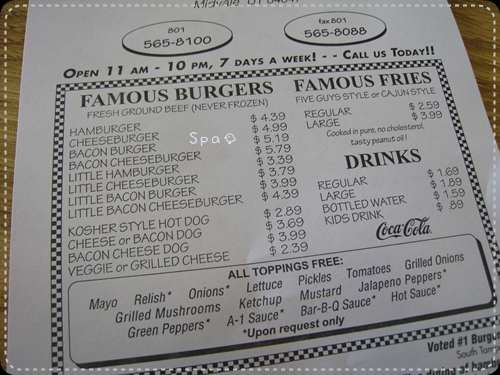 Midvale, UT 84047
801
565-8100
fax 801
565-8088
OPEN 11 AM - 10 PM, 7 DAYS A WEEK! - - CALL US TODAY!!
FAMOUS BURGERS
FRESH GROUND BEEF (NEVER FROZEN)
HAMBURGER $ 4.39
CHEESEBURGER $ 4.99
BACON BURGER $ 5.19
BACON CHEESEBURGER $ 5.79
LITTLE HAMBURGER $ 3.39
LITTLE CHEESEBURGER $ 3.79
LITTLE BACON BURGER $ 3.99
LITTLE BACON CHEESEBURGER $ 4.39
KOSHER STYLE HOT DOG $ 2.89
CHEESE or BACON DOG $ 3.69
BACON CHEESE DOG $ 3.99
VEGGIE or GRILLED CHEESE $ 2.39
Spa
FAMOUS FRIES
FIVE GUYS STYLE or CAJUN STYLE
REGULAR $ 2.59
LARGE $ 3.99
Cooked in pure, no cholesterol,
tasty peanut oil!
DRINKS
REGULAR $ 1.69
LARGE $ 1.89
BOTTLED WATER $ 1.59
KIDS DRINK $ .89
Coca-Cola
ALL TOPPINGS FREE:
Mayo Relish* Onions* Lettuce Pickles Tomatoes Grilled Onions
Grilled Mushrooms Ketchup Mustard Jalapeno Peppers*
Green Peppers* A-1 Sauce* Bar-B-Q Sauce* Hot Sauce*
*Upon request only
Voted #1 Burge
South Tam